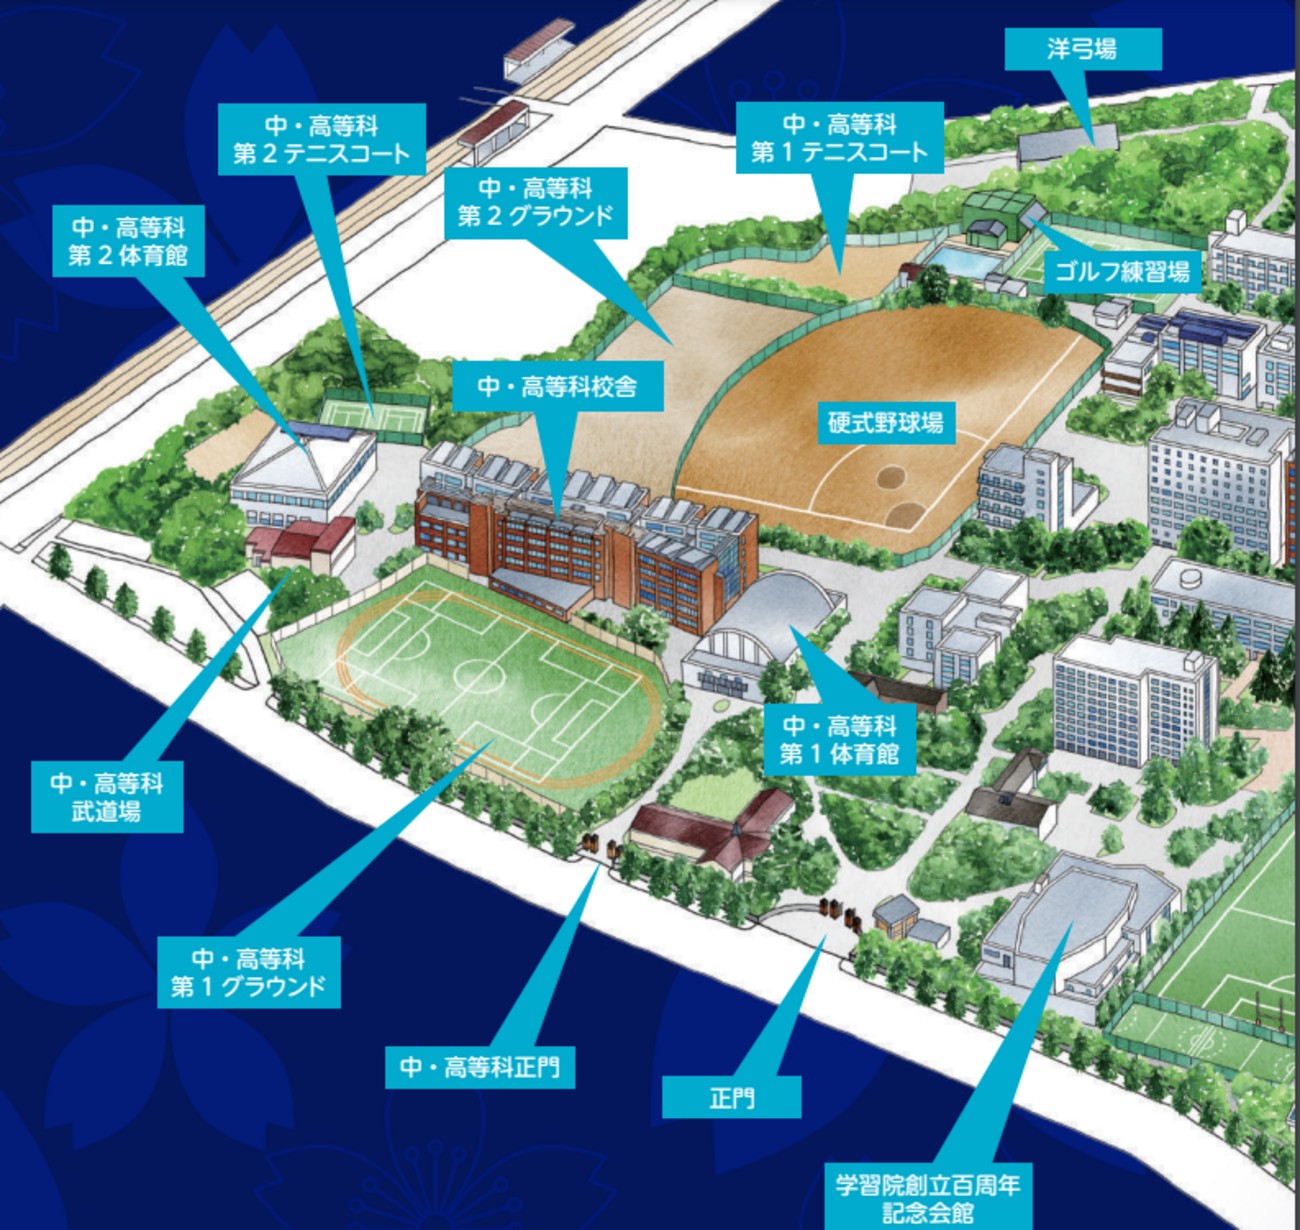 洋弓場
中・高等科
第２テニスコート
中・高等科
第１テニスコート
中・高等科
第２グラウンド
中・高等科
第２体育館
ゴルフ練習場
中・高等科校舎
硬式野球場
中・高等科
第１体育館
中・高等科
武道場
中・高等科
第１グラウンド
中・高等科正門
正門
学習院創立百周年
記念会館